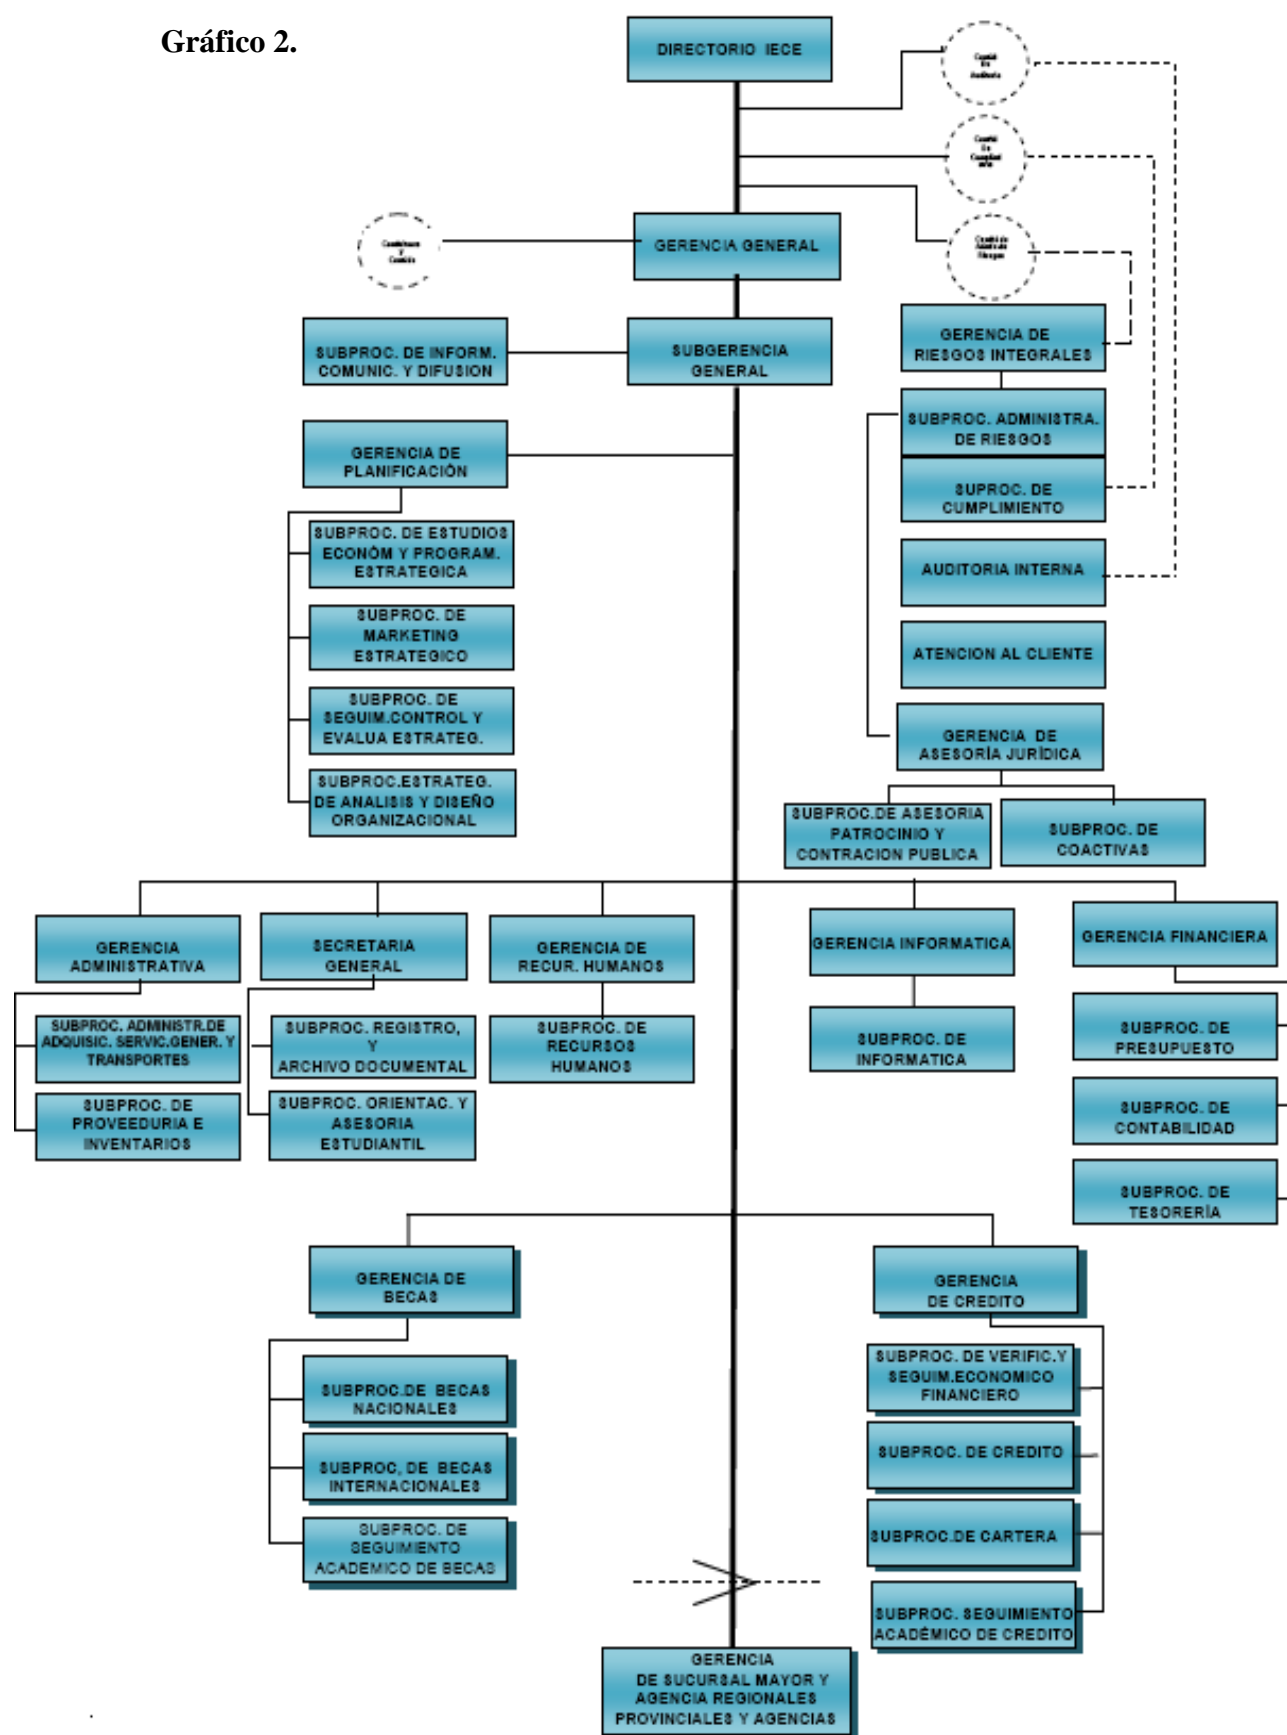 Gráfico 2.
DIRECTORIO IECE
Comité
De
Auditoría
Comité
De
GERENCIA GENERAL
Comité de
Riesgos
y
SUBPROC. DE INFORM.
COMUNIC. Y DIFUSION
SUBGERENCIA
GENERAL
GERENCIA DE
RIESGOS INTEGRALES
SUBPROC. ADMINISTRA.
DE RIESGOS
GERENCIA DE
PLANIFICACIÓN
SUPROC. DE
CUMPLIMIENTO
SUBPROC. DE ESTUDIOS
ECONÓM Y PROGRAM.
ESTRATEGICA
AUDITORIA INTERNA
SUBPROC. DE
MARKETING
ESTRATEGICO
ATENCION AL CLIENTE
SUBPROC. DE
SEGUIM.CONTROL Y
EVALUA ESTRATEG.
GERENCIA DE
ASESORÍA JURÍDICA
SUBPROC.ESTRATEG.
DE ANALISIS Y DISEÑO
ORGANIZACIONAL
SUBPROC.DE ASESORIA
PATROCINIO Y
CONTRACION PUBLICA
SUBPROC. DE
COACTIVAS
GERENCIA
ADMINISTRATIVA
SECRETARIA
GENERAL
GERENCIA DE
RECUR. HUMANOS
GERENCIA INFORMATICA
GERENCIA FINANCIERA
SUBPROC. ADMINISTR.DE
ADQUISIC. SERVIC.GENER. Y
TRANSPORTES
SUBPROC. REGISTRO,
Y
ARCHIVO DOCUMENTAL
SUBPROC. DE
RECURSOS
HUMANOS
SUBPROC. DE
INFORMATICA
SUBPROC. DE
PRESUPUESTO
SUBPROC. DE
PROVEEDURIA E
INVENTARIOS
SUBPROC. ORIENTAC. Y
ASESORIA
ESTUDIANTIL
SUBPROC. DE
CONTABILIDAD
SUBPROC. DE
TESORERÍA
GERENCIA DE
BECAS
GERENCIA
DE CREDITO
SUBPROC.DE BECAS
NACIONALES
SUBPROC. DE VERIFIC.Y
SEGUIM.ECONOMICO
FINANCIERO
SUBPROC, DE BECAS
INTERNACIONALES
SUBPROC. DE CREDITO
SUBPROC. DE
SEGUIMIENTO
ACADEMICO DE BECAS
SUBPROC.DE CARTERA
SUBPROC. SEGUIMIENTO
ACADÉMICO DE CREDITO
GERENCIA
DE SUCURSAL MAYOR Y
AGENCIA REGIONALES
PROVINCIALES Y AGENCIAS